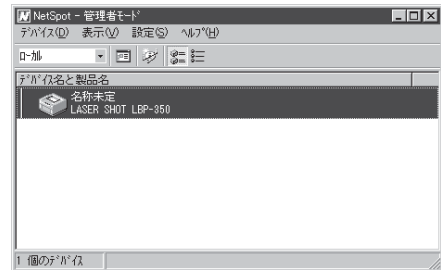 NetSpot - 管理者ﾓｰﾄﾞ
ﾃﾞﾊﾞｲｽ(D) 表示(V) 設定(S) ﾍﾙﾌﾟ(H)
ﾛｰｶﾙ
ﾃﾞﾊﾞｲｽ名と製品名
名称未定
LASER SHOT LBP-350
1 個のﾃﾞﾊﾞｲｽ